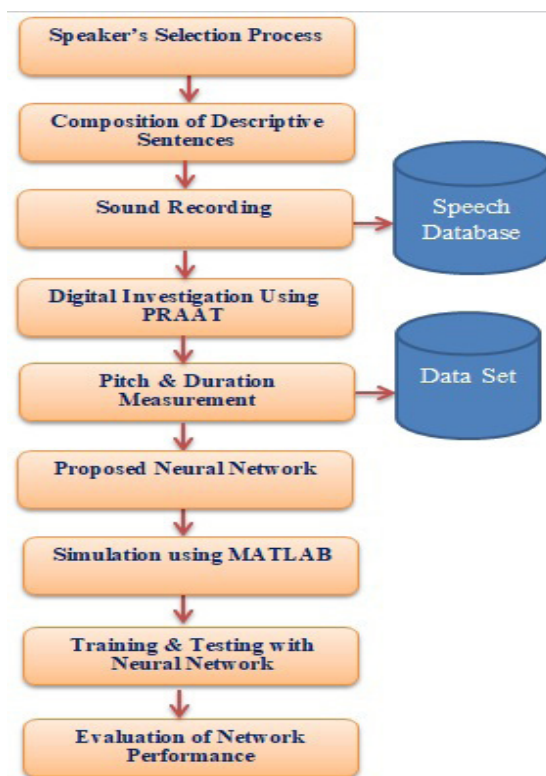 Speaker's Selection Process
Composition of Descriptive
Sentences
Sound Recording
Speech
Database
Digital Investigation Using
PRAAT
Pitch & Duration
Measurement
Data Set
Proposed Neural Network
Simulation using MATLAB
Training & Testing with
Neural Network
Evaluation of Network
Performance